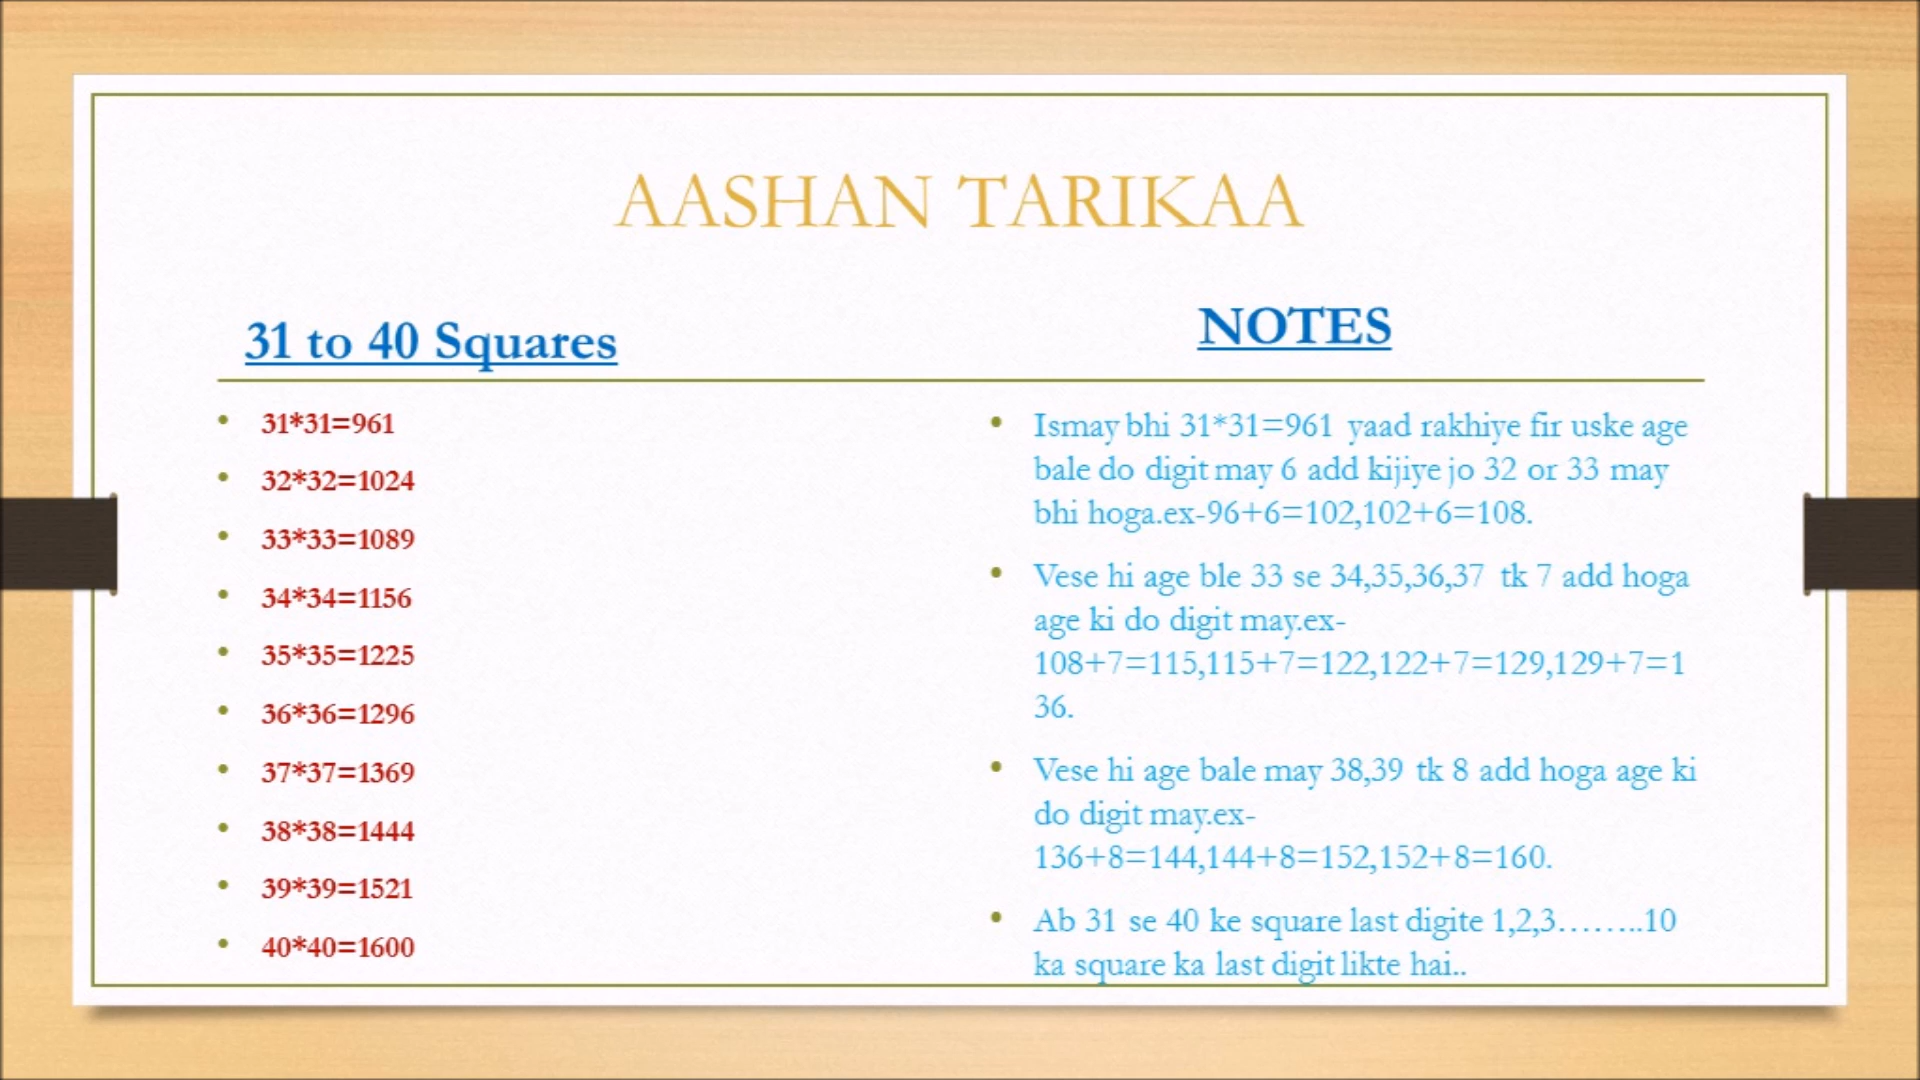 AASHAN TARIKAA
31 to 40 Squares
31*31=961
32*32=1024
33*33=1089
34*34=1156
35*35=1225
36*36=1296
37*37=1369
38*38=1444
39*39=1521
40*40=1600
NOTES
Ismay bhi 31*31=961 yaad rakhiye fir uske age
bale do digit may 6 add kijiye jo 32 or 33 may
bhi hoga.ex-96+6=102,102+6=108.
Vese hi age ble 33 se 34,35,36,37 tk 7 add hoga
age ki do digit may.ex-
108+7=115,115+7=122,122+7=129,129+7=1
36.
Vese hi age bale may 38,39 tk 8 add hoga age ki
do digit may.ex-
136+8=144,144+8=152,152+8=160.
Ab 31 se 40 ke square last digite 1,2,3……..10
ka square ka last digit likte hai..